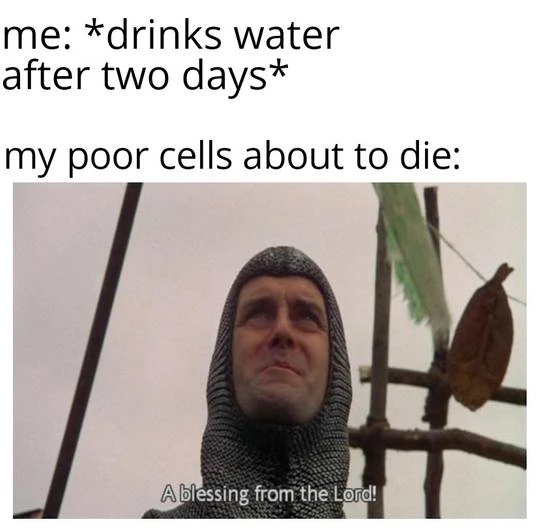 me: *drinks water
after two days*
my poor cells about to die:
A blessing from the Lord!